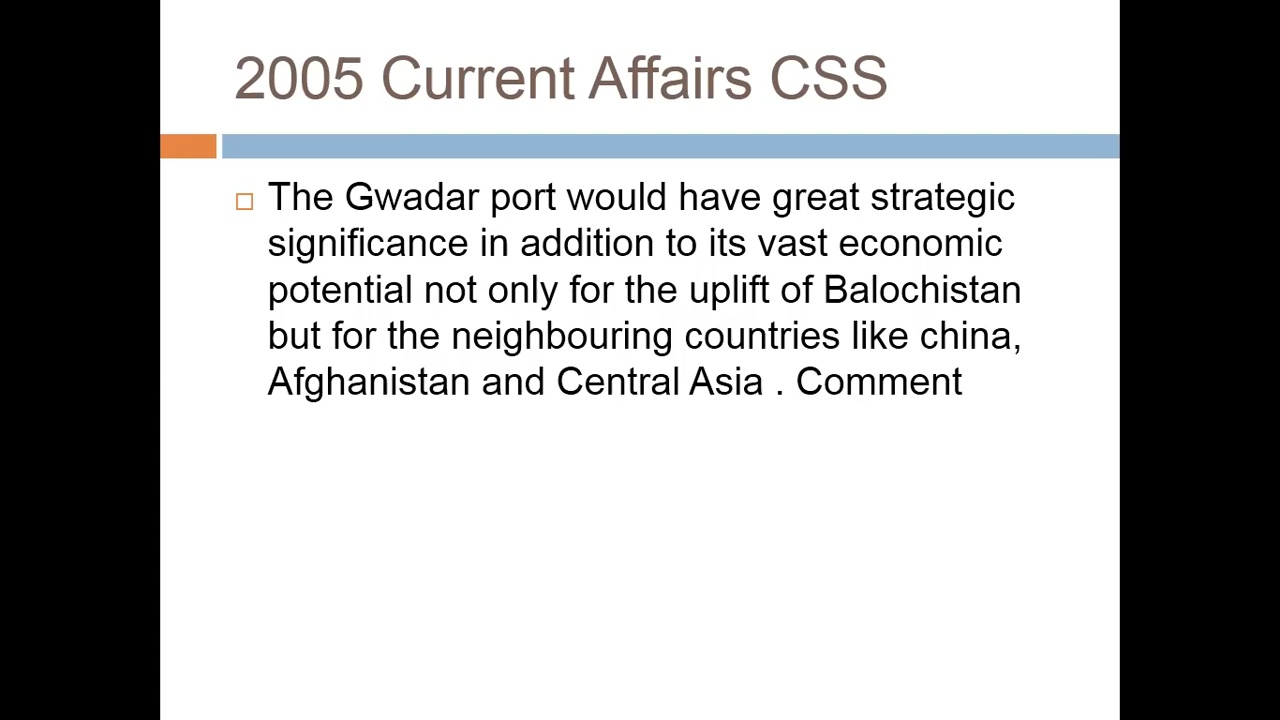 2005 Current Affairs CSS
The Gwadar port would have great strategic
significance in addition to its vast economic
potential not only for the uplift of Balochistan
but for the neighbouring countries like china,
Afghanistan and Central Asia . Comment